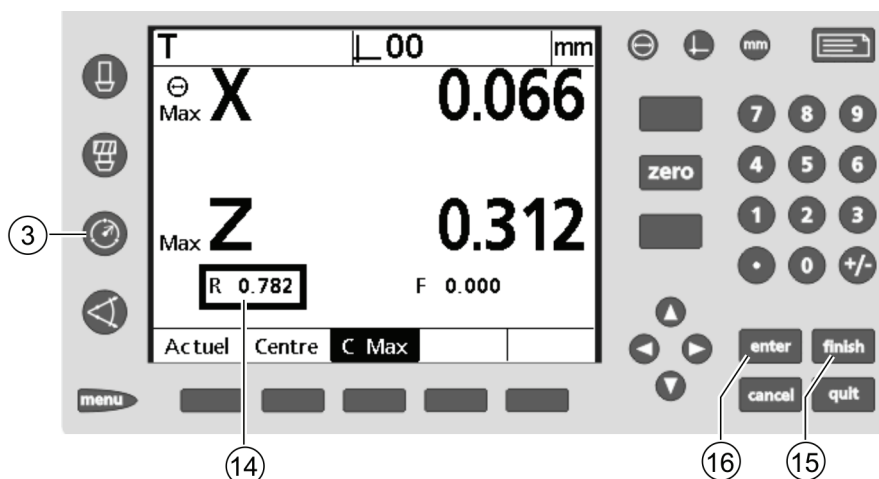 T 00 mm
Max X 0.066
Max Z 0.312
R 0.782 F 0.000
Actuel Centre C Max
mm
7 8 9
zero
4 5 6
1 2 3
• 0 +/-
enter finish
cancel quit
menu
3
14
16
15